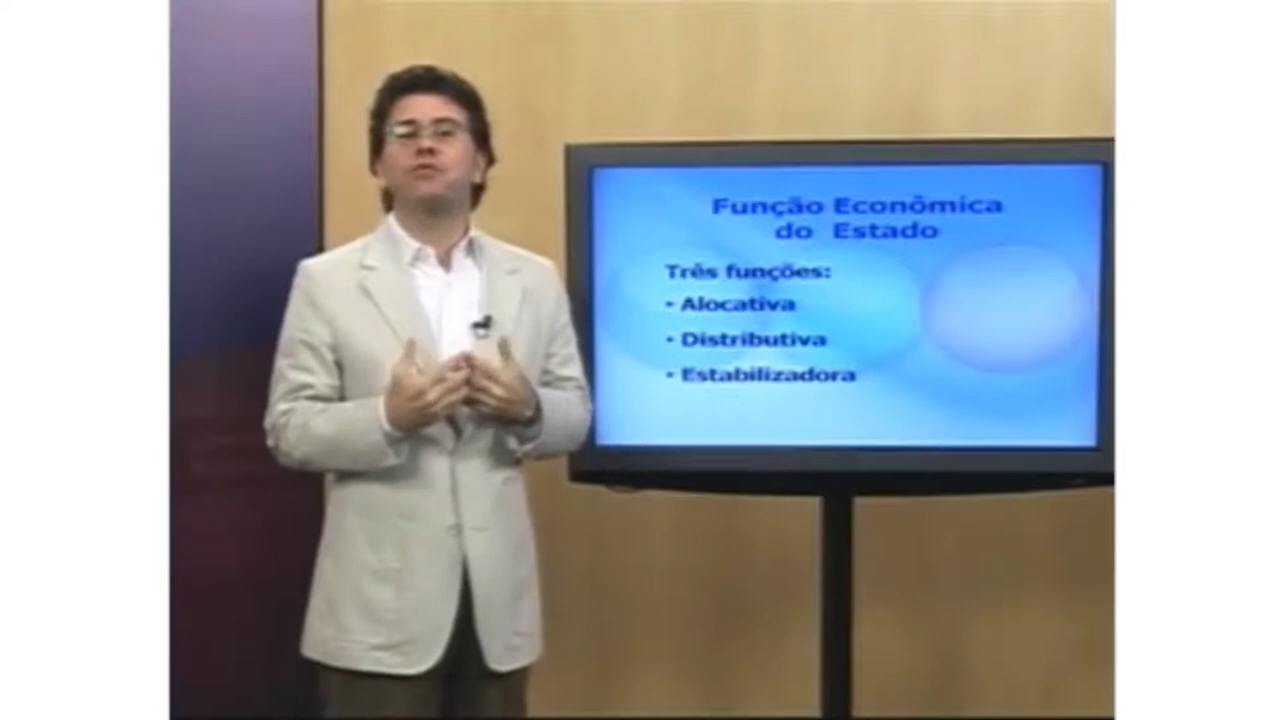 Função Econômica
do Estado
Três funções:
- Alocativa
- Distributiva
- Estabilizadora